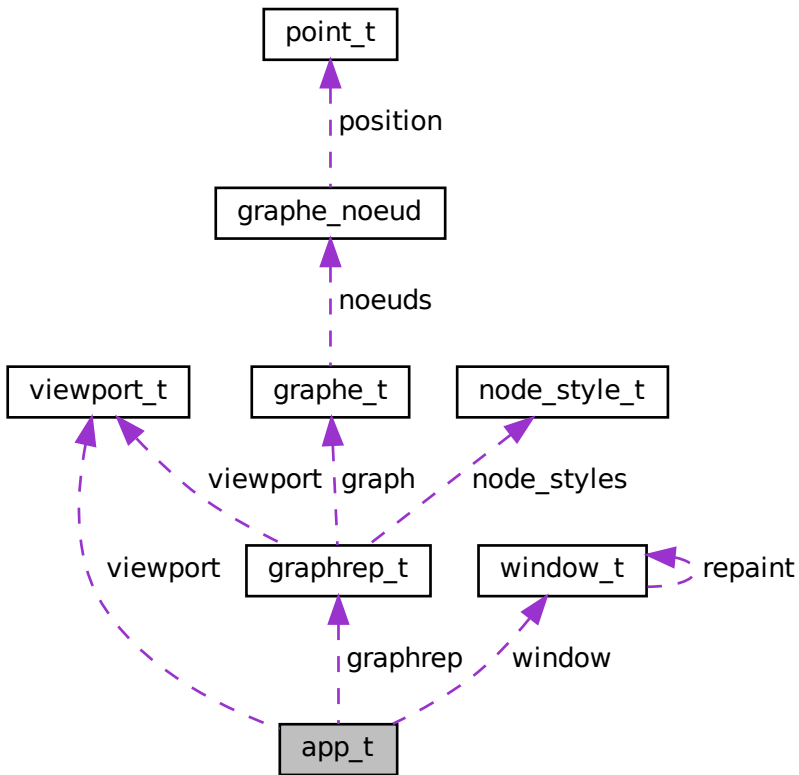 point_t
position
graphe_noeud
noeuds
viewport_t
graphe_t
node_style_t
viewport
graph
node_styles
viewport
graphrep_t
window_t
repaint
graphrep
window
app_t